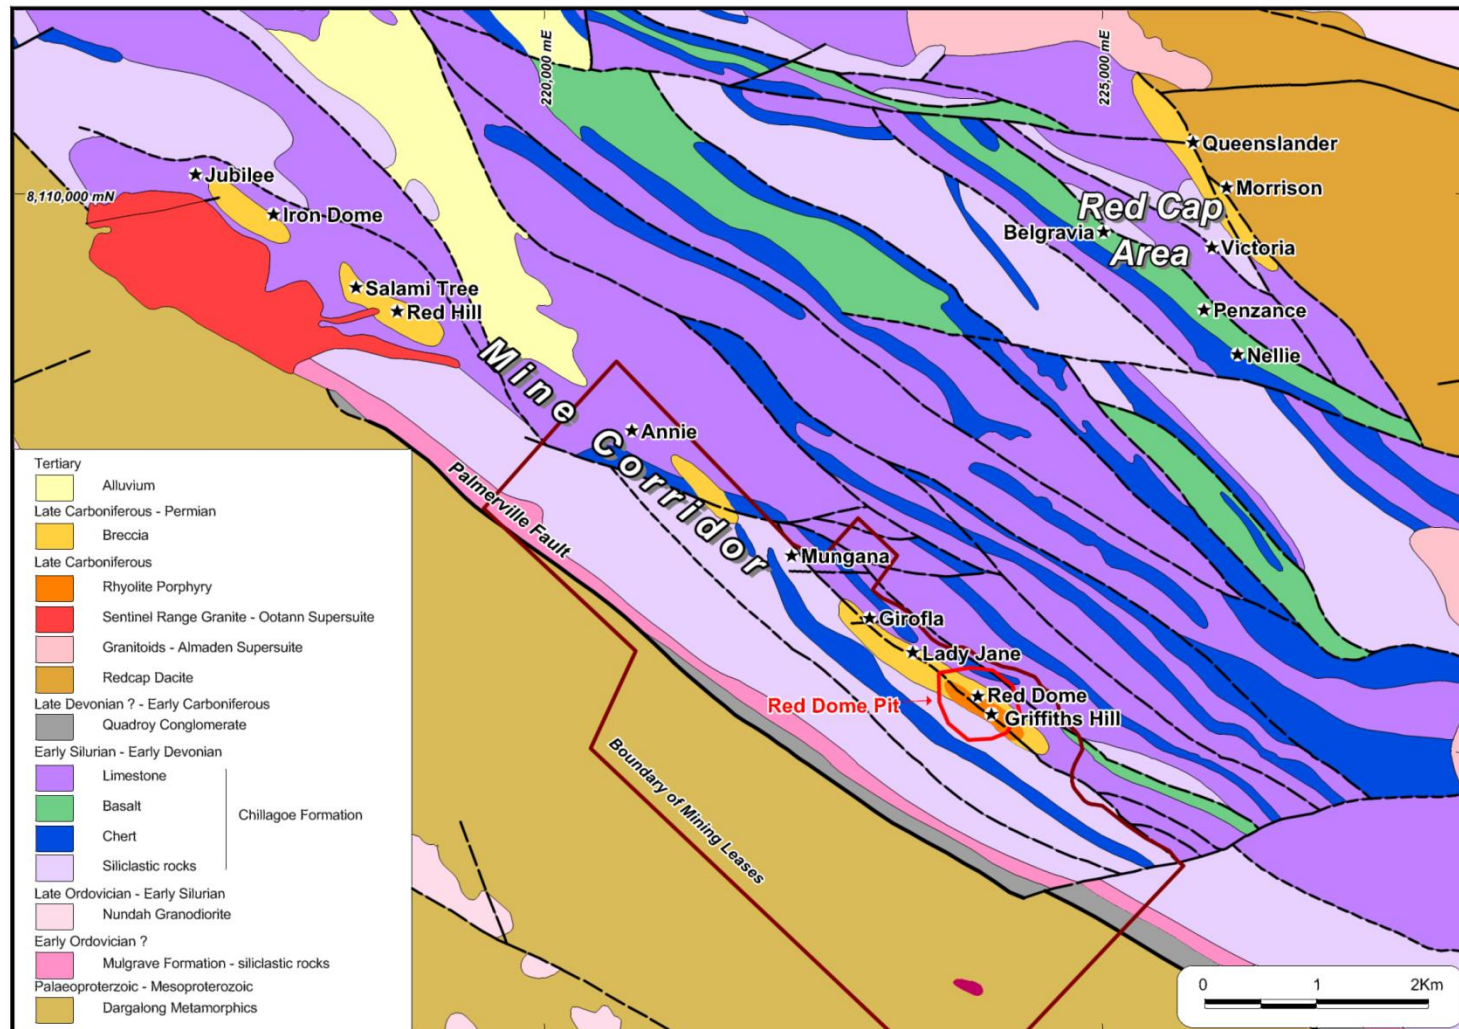 220,000 mE
225,000 mE
8,110,000 mN
Queenslander
Jubilee
Morrison
Iron Dome
Red Cap
Area
Belgravia
Victoria
Salami Tree
Red Hill
Penzance
Nellie
Mine Corridor
Annie
Palmerville Fault
Mungana
Girofla
Lady Jane
Red Dome Pit
Red Dome
Griffiths Hill
Boundary of Mining Leases
Tertiary
Alluvium
Late Carboniferous - Permian
Breccia
Late Carboniferous
Rhyolite Porphyry
Sentinel Range Granite - Ootann Supersuite
Granitoids - Almaden Supersuite
Redcap Dacite
Late Devonian ? - Early Carboniferous
Quadroy Conglomerate
Early Silurian - Early Devonian
Limestone
Basalt
Chillagoe Formation
Chert
Siliclastic rocks
Late Ordovician - Early Silurian
Nundah Granodiorite
Early Ordovician ?
Mulgrave Formation - siliclastic rocks
Palaeoproterzoic - Mesoproterozoic
Dargalong Metamorphics
0 1 2Km